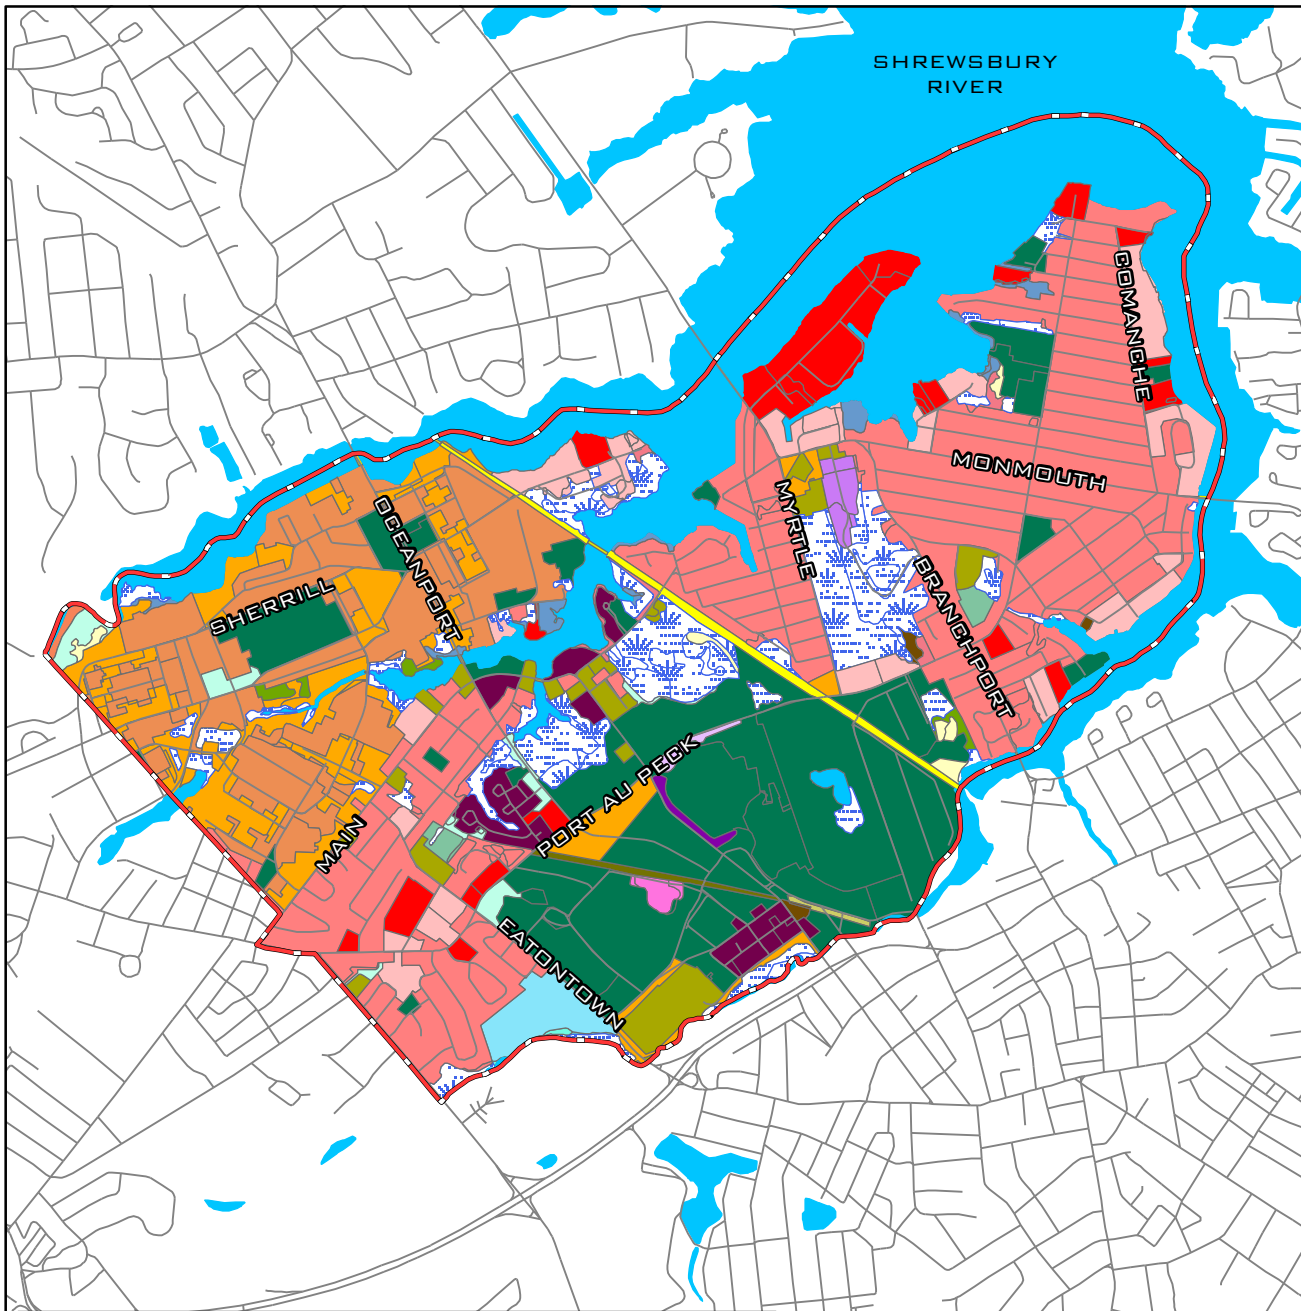 SHREWSBURY
RIVER
COMANCHE
MONMOUTH
MYRTLE
OCEANPORT
BRANCHPORT
SHERRILL
PORT AU PECK
MAIN
EATONTOWN